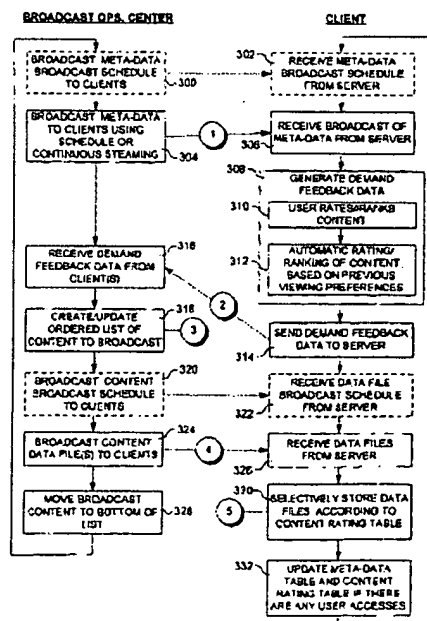 BROADCAST OPS. CENTER
BROADCAST META-DATA
BROADCAST SCHEDULE
TO CLIENTS
300
BROADCAST META-DATA
TO CLIENTS USING
SCHEDULE OR
CONTINUOUS STEAMING
304
1
RECEIVE DEMAND
FEEDBACK DATA FROM
CLIENT(S)
316
2
CREATE/UPDATE
ORDERED LIST OF
CONTENT TO BROADCAST
318
3
320
BROADCAST CONTENT
BROADCAST SCHEDULE
TO CLIENTS
324
BROADCAST CONTENT
DATA FILE(S) TO CLIENTS
4
MOVE BROADCAST
CONTENT TO BOTTOM OF
LIST
328
CLIENT
302
RECEIVE META-DATA
BROADCAST SCHEDULE
FROM SERVER
RECEIVE BROADCAST OF
META-DATA FROM SERVER
306
308
GENERATE DEMAND
FEEDBACK DATA
310
USER RATES/RANKS
CONTENT
312
AUTOMATIC RATING/
RANKING OF CONTENT
BASED ON PREVIOUS
VIEWING PREFERENCES
SEND DEMAND FEEDBACK
DATA TO SERVER
314
RECEIVE DATA FILE
BROADCAST SCHEDULE
FROM SERVER
322
RECEIVE DATA FILES
FROM SERVER
326
330
SELECTIVELY STORE DATA
FILES ACCORDING TO
CONTENT RATING TABLE
5
332
UPDATE META-DATA
TABLE AND CONTENT
RATING TABLE IF THERE
ARE ANY USER ACCESSES